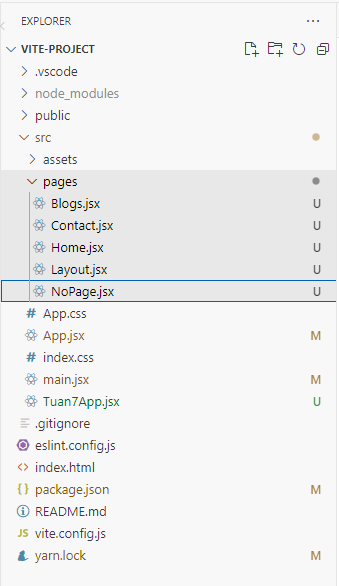 EXPLORER
VITE-PROJECT
.vscode
node_modules
public
src
assets
pages
Blogs.jsx U
Contact.jsx U
Home.jsx U
Layout.jsx U
NoPage.jsx U
# App.css
App.jsx M
# index.css
main.jsx M
Tuan7App.jsx U
.gitignore
eslint.config.js
<> index.html
{} package.json M
README.md
JS vite.config.js
yarn.lock M